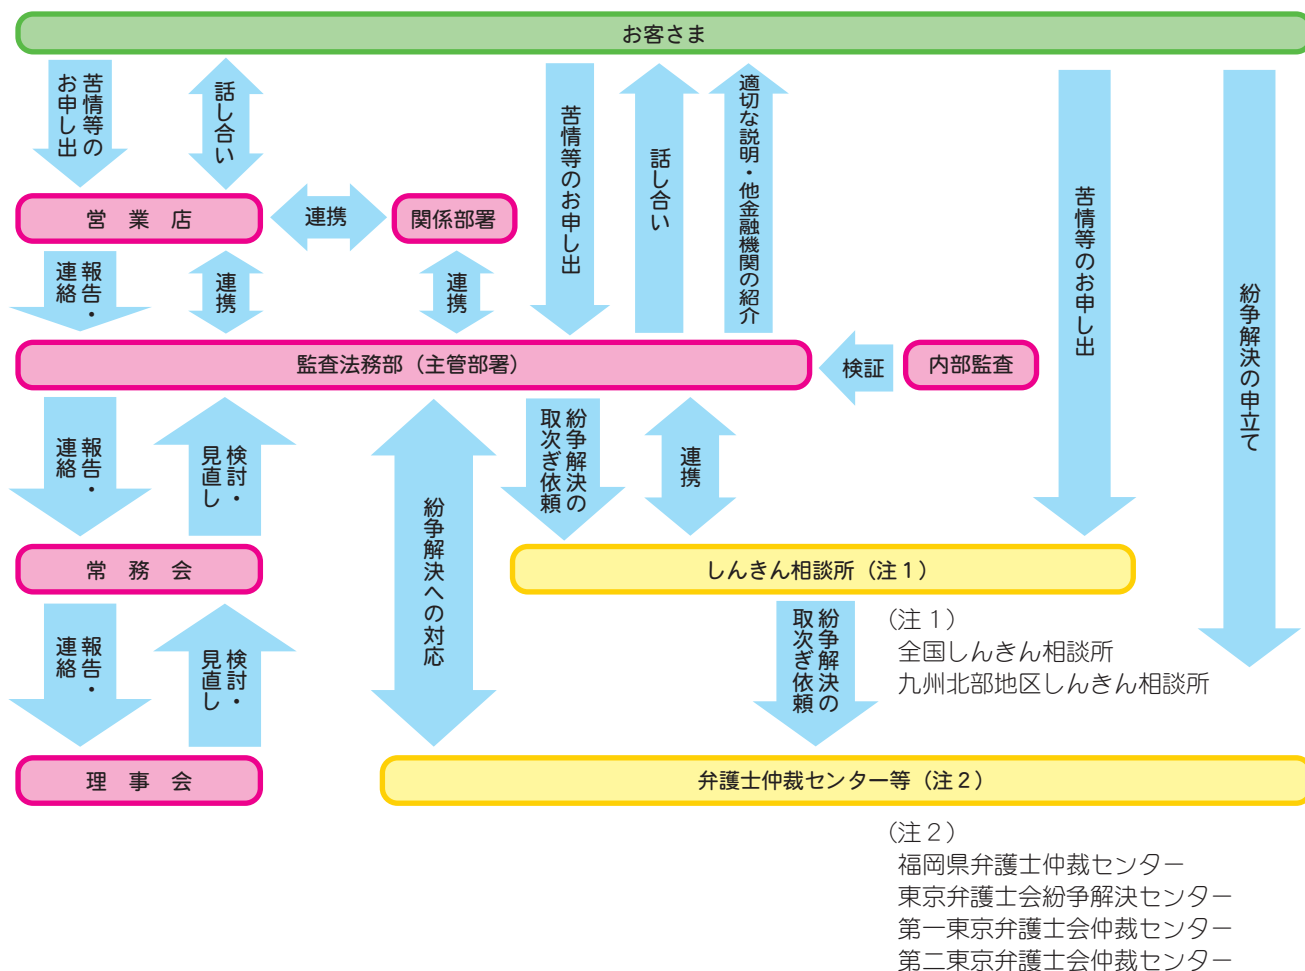 お客さま
苦情等の
お申し出
話し合い
苦情等のお申し出
話し合い
適切な説明・他金融機関の紹介
苦情等のお申し出
紛争解決の申立て
営業店
連携
関係部署
報告・
連絡
連携
連携
監査法務部（主管部署）
検証
内部監査
報告・
連絡
検討・
見直し
紛争解決への対応
紛争解決の
取次ぎ依頼
連携
常務会
しんきん相談所（注１）
報告・
連絡
検討・
見直し
紛争解決の
取次ぎ依頼
（注１）
全国しんきん相談所
九州北部地区しんきん相談所
理事会
弁護士仲裁センター等（注２）
（注２）
福岡県弁護士仲裁センター
東京弁護士会紛争解決センター
第一東京弁護士会仲裁センター
第二東京弁護士会仲裁センター